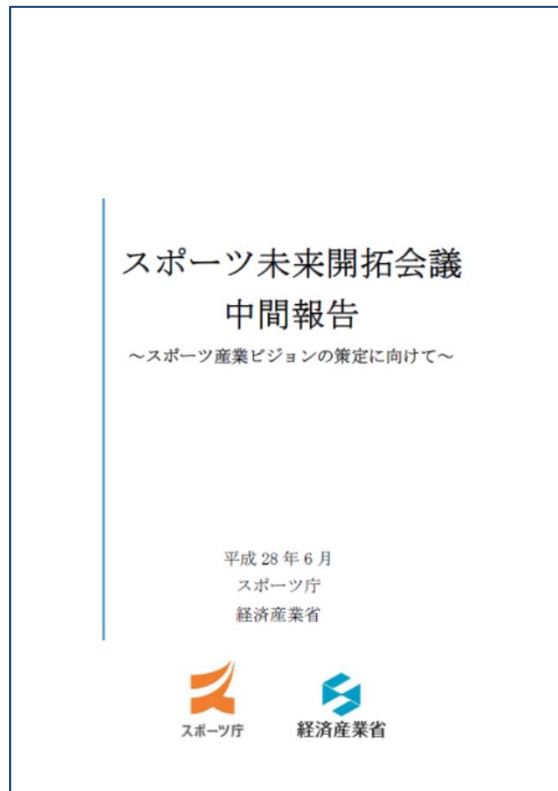 スポーツ未来開拓会議
中間報告
～スポーツ産業ビジョンの策定に向けて～
平成 28 年 6 月
スポーツ庁
経済産業省
スポーツ庁
経済産業省